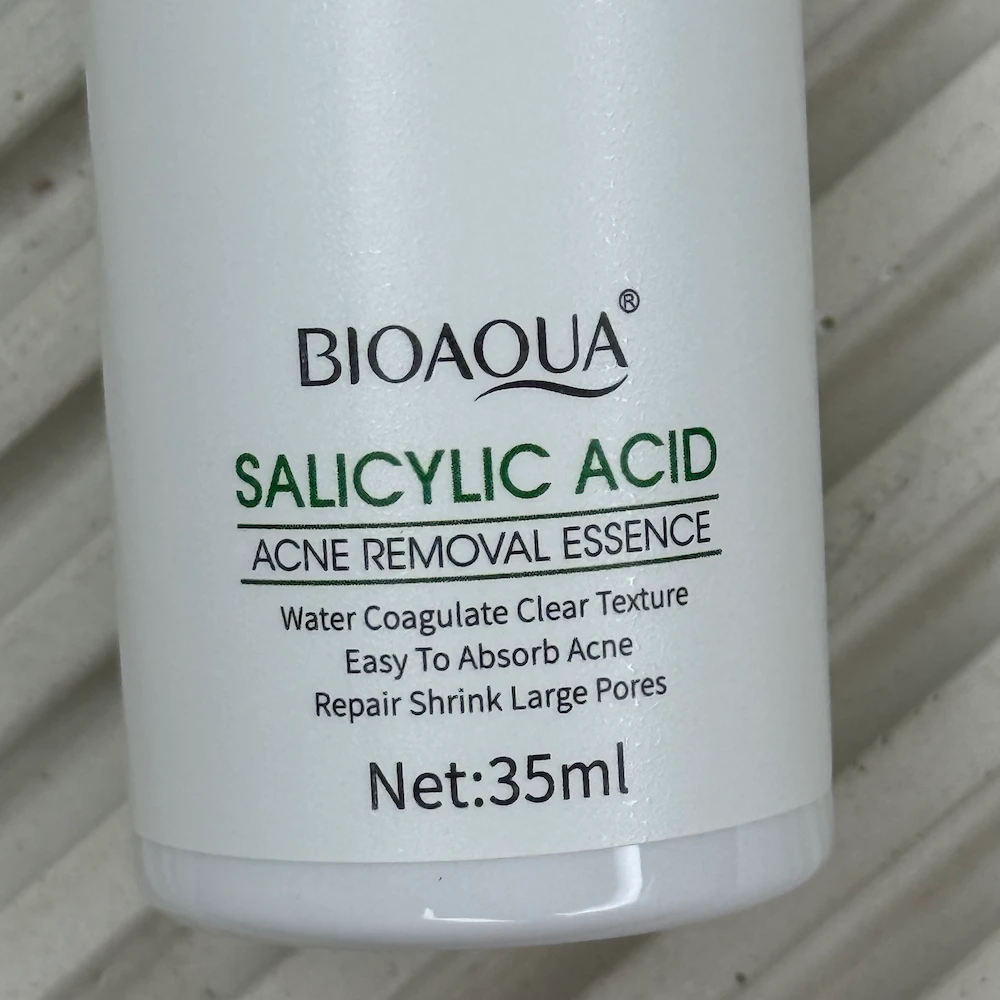 BIOAQUA®
SALICYLIC ACID
ACNE REMOVAL ESSENCE
Water Coagulate Clear Texture
Easy To Absorb Acne
Repair Shrink Large Pores
Net:35ml